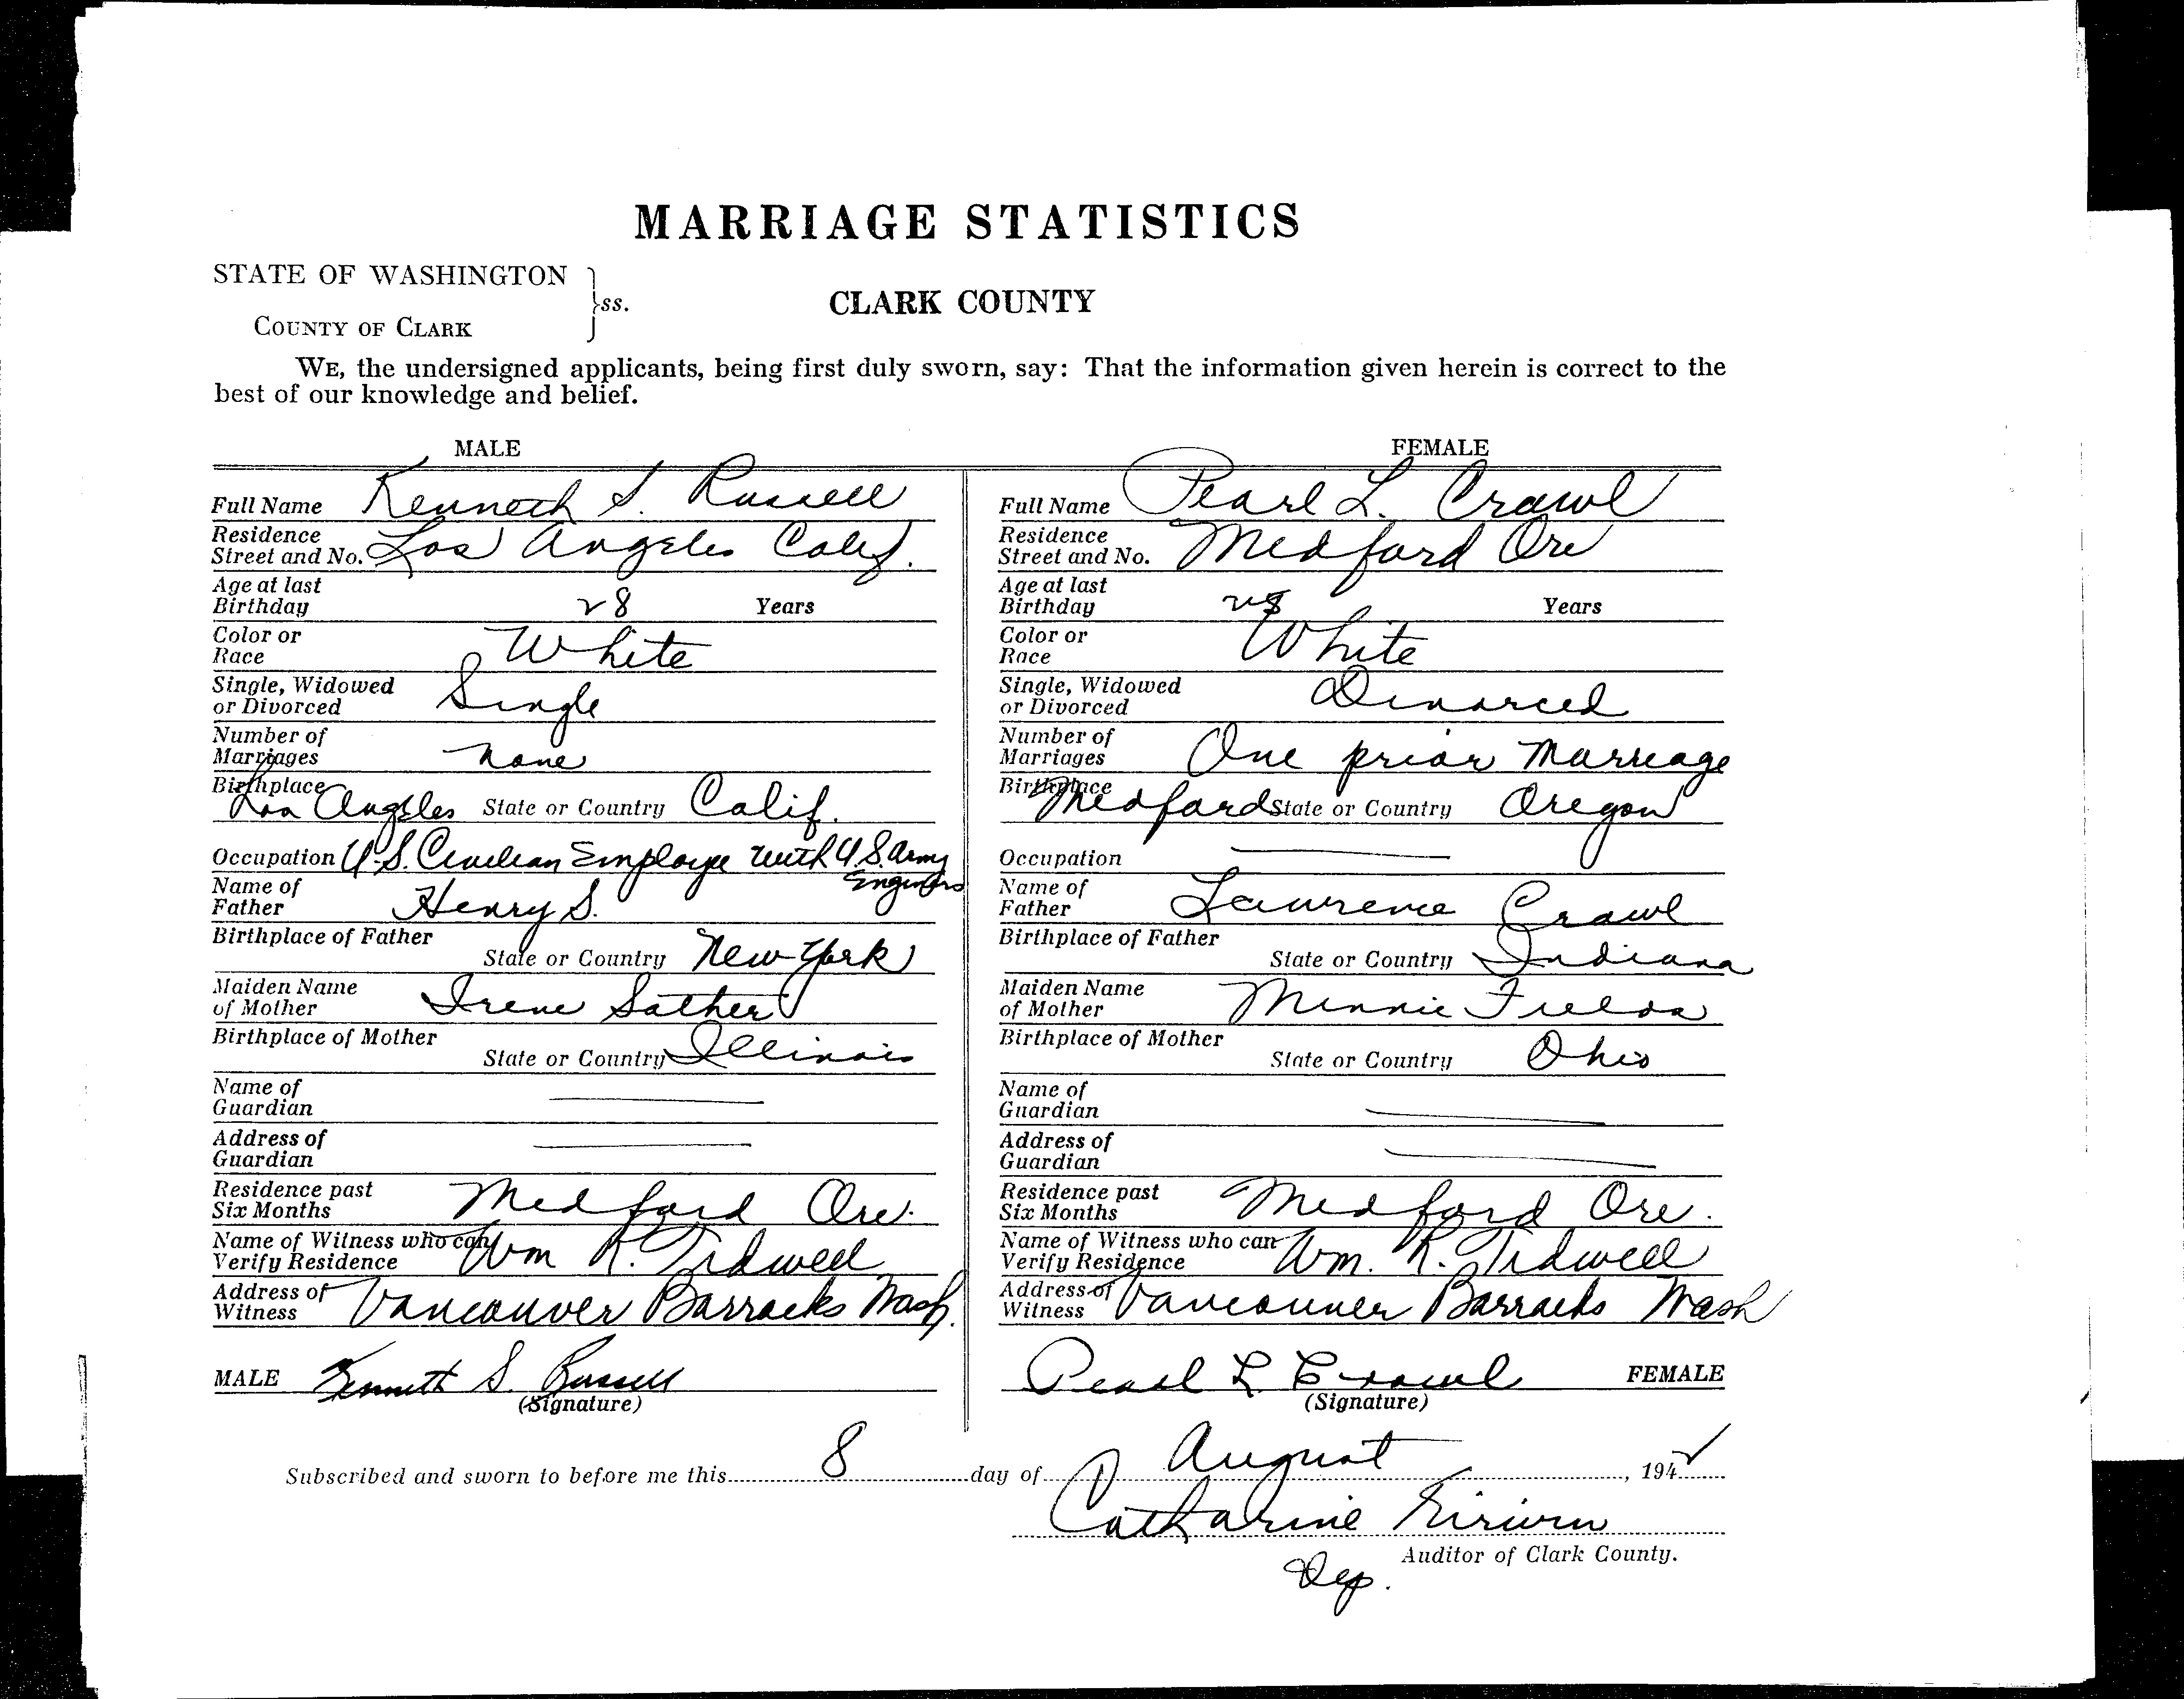 MARRIAGE STATISTICS
STATE OF WASHINGTON
ss.
COUNTY OF CLARK
CLARK COUNTY
WE, the undersigned applicants, being first duly sworn, say: That the information given herein is correct to the
best of our knowledge and belief.
MALE
Full Name Kenneth S. Russell
Residence Street and No. Los Angeles Calif.
Age at last Birthday 28 Years
Color or Race White
Single, Widowed or Divorced Single
Number of Marriages None
Birthplace Los Angeles State or Country Calif.
Occupation U.S. Civilian Employe with U.S. Army Engineers
Name of Father Henry S.
Birthplace of Father State or Country New York
Maiden Name of Mother Irene Sather
Birthplace of Mother State or Country Illinois
Name of Guardian
Address of Guardian
Residence past Six Months Medford Ore.
Name of Witness who can Verify Residence Wm R. Tidwell
Address of Witness Vancouver Barracks Wash.
MALE Kenneth S. Russell
(Signature)
FEMALE
Full Name Pearl L. Crawl
Residence Street and No. Medford Ore
Age at last Birthday 28 Years
Color or Race White
Single, Widowed or Divorced Divorced
Number of Marriages One prior Marriage
Birthplace Medford State or Country Oregon
Occupation
Name of Father Lawrence Crawl
Birthplace of Father State or Country Indiana
Maiden Name of Mother Minnie Fields
Birthplace of Mother State or Country Ohio
Name of Guardian
Address of Guardian
Residence past Six Months Medford Ore.
Name of Witness who can Verify Residence Wm. R. Tidwell
Address of Witness Vancouver Barracks Wash
Pearl L Crawl FEMALE
(Signature)
Subscribed and sworn to before me this 8 day of August, 1942
Catharine
Auditor of Clark County.
Dep.